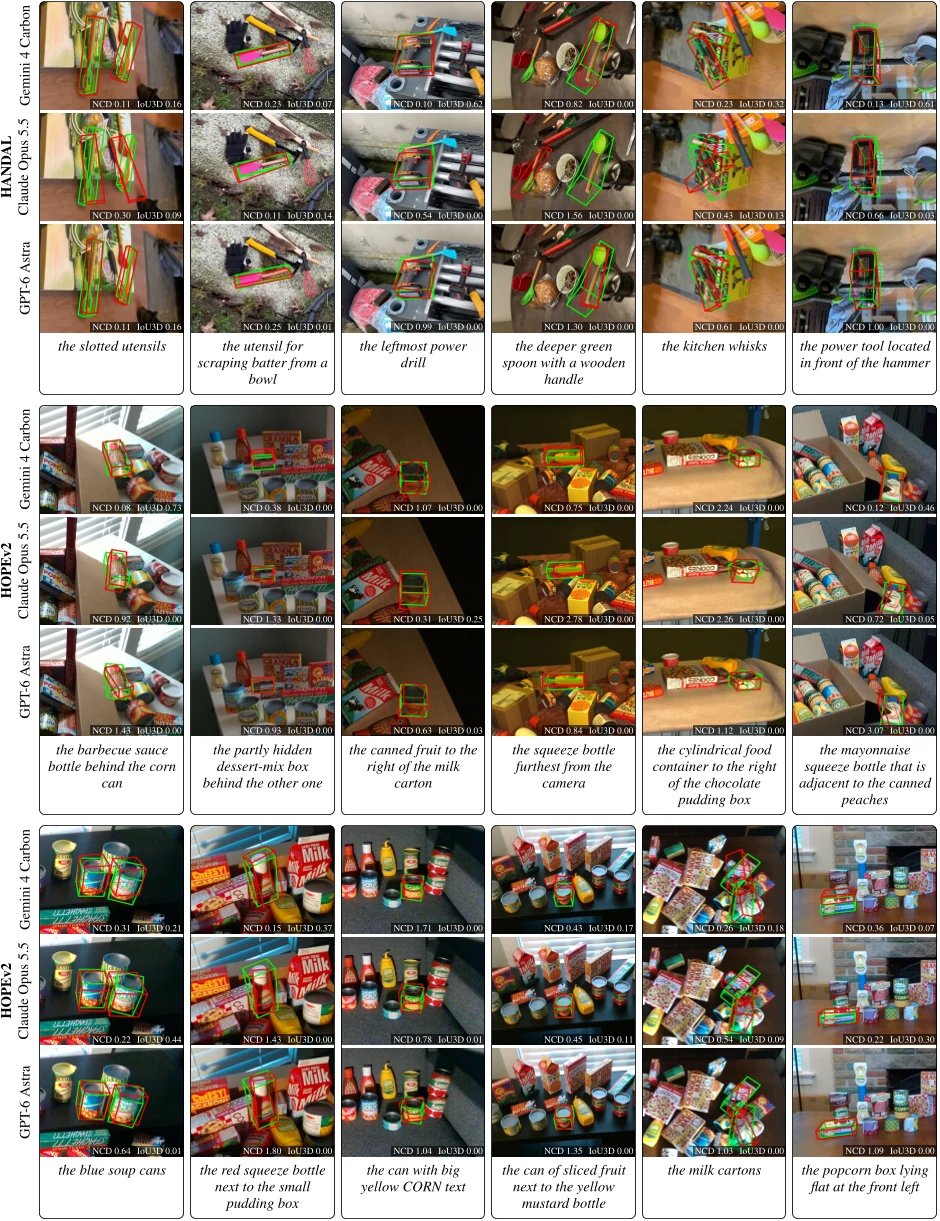 HANDAL
Gemini 4 Carbon
NCD 0.11 IoU3D 0.16
NCD 0.23 IoU3D 0.07
NCD 0.10 IoU3D 0.62
NCD 0.82 IoU3D 0.00
NCD 0.23 IoU3D 0.32
NCD 0.13 IoU3D 0.61
Claude Opus 5.5
NCD 0.30 IoU3D 0.09
NCD 0.11 IoU3D 0.14
NCD 0.54 IoU3D 0.00
NCD 1.56 IoU3D 0.00
NCD 0.43 IoU3D 0.13
NCD 0.66 IoU3D 0.03
GPT-6 Astra
NCD 0.11 IoU3D 0.16
NCD 0.25 IoU3D 0.01
NCD 0.99 IoU3D 0.00
NCD 1.30 IoU3D 0.00
NCD 0.61 IoU3D 0.00
NCD 1.00 IoU3D 0.00
the slotted utensils
the utensil for
scraping batter from a
bowl
the leftmost power
drill
the deeper green
spoon with a wooden
handle
the kitchen whisks
the power tool located
in front of the hammer
HOPEv2
Gemini 4 Carbon
NCD 0.08 IoU3D 0.73
NCD 0.38 IoU3D 0.00
NCD 1.07 IoU3D 0.00
NCD 0.75 IoU3D 0.00
NCD 2.24 IoU3D 0.00
NCD 0.12 IoU3D 0.46
Claude Opus 5.5
NCD 0.92 IoU3D 0.00
NCD 1.33 IoU3D 0.00
NCD 0.31 IoU3D 0.25
NCD 2.78 IoU3D 0.00
NCD 2.26 IoU3D 0.00
NCD 0.72 IoU3D 0.05
GPT-6 Astra
NCD 1.43 IoU3D 0.00
NCD 0.93 IoU3D 0.00
NCD 0.63 IoU3D 0.03
NCD 0.84 IoU3D 0.00
NCD 1.12 IoU3D 0.00
NCD 3.07 IoU3D 0.00
Milk
COOKIES
the barbecue sauce
bottle behind the corn
can
the partly hidden
dessert-mix box
behind the other one
the canned fruit to the
right of the milk
carton
the squeeze bottle
furthest from the
camera
the cylindrical food
container to the right
of the chocolate
pudding box
the mayonnaise
squeeze bottle that is
adjacent to the canned
peaches
HOPEv2
Gemini 4 Carbon
NCD 0.31 IoU3D 0.21
NCD 0.15 IoU3D 0.37
NCD 1.71 IoU3D 0.00
NCD 0.43 IoU3D 0.17
NCD 0.26 IoU3D 0.18
NCD 0.36 IoU3D 0.07
Claude Opus 5.5
NCD 0.22 IoU3D 0.44
NCD 1.43 IoU3D 0.00
NCD 0.78 IoU3D 0.01
NCD 0.45 IoU3D 0.11
NCD 0.54 IoU3D 0.09
NCD 0.22 IoU3D 0.30
GPT-6 Astra
NCD 0.64 IoU3D 0.01
NCD 1.80 IoU3D 0.00
NCD 1.04 IoU3D 0.00
NCD 1.35 IoU3D 0.00
NCD 1.03 IoU3D 0.00
NCD 1.09 IoU3D 0.00
Milk
SPAGHETTI
the blue soup cans
the red squeeze bottle
next to the small
pudding box
the can with big
yellow CORN text
the can of sliced fruit
next to the yellow
mustard bottle
the milk cartons
the popcorn box lying
flat at the front left